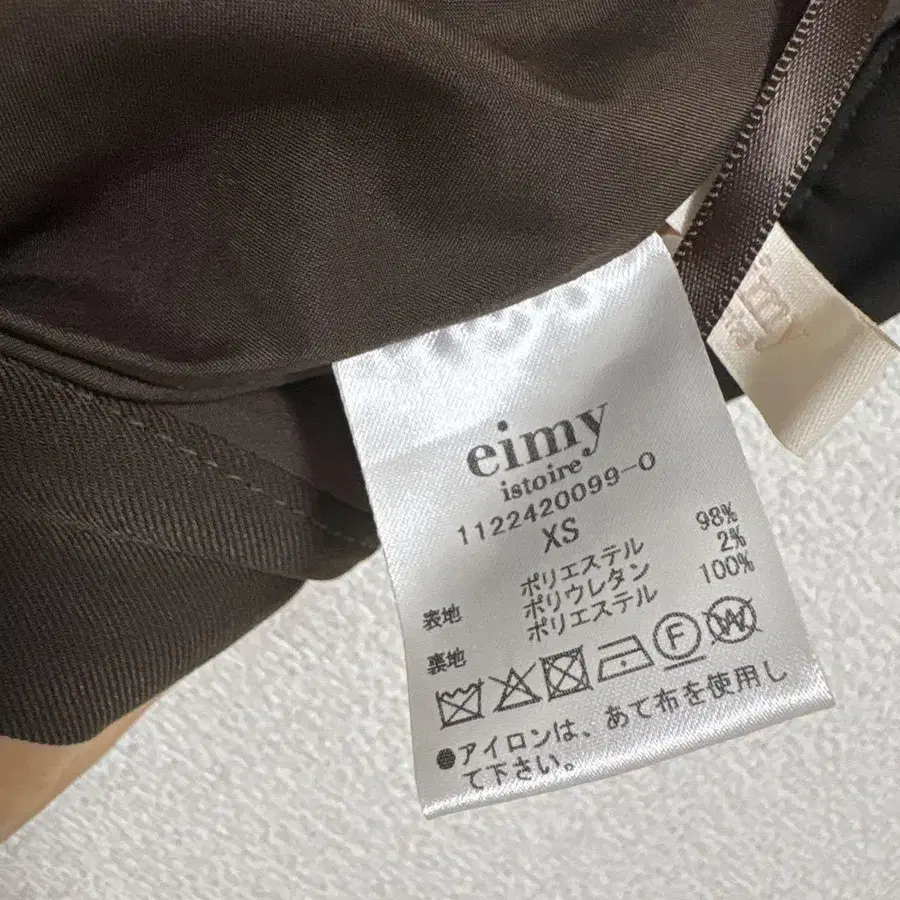 eimy
istoire
1122420099-0
XS
表地 ポリエステル 98%
ポリウレタン 2%
裏地 ポリエステル 100%
F W
●アイロンは、あて布を使用し
て下さい。
imy